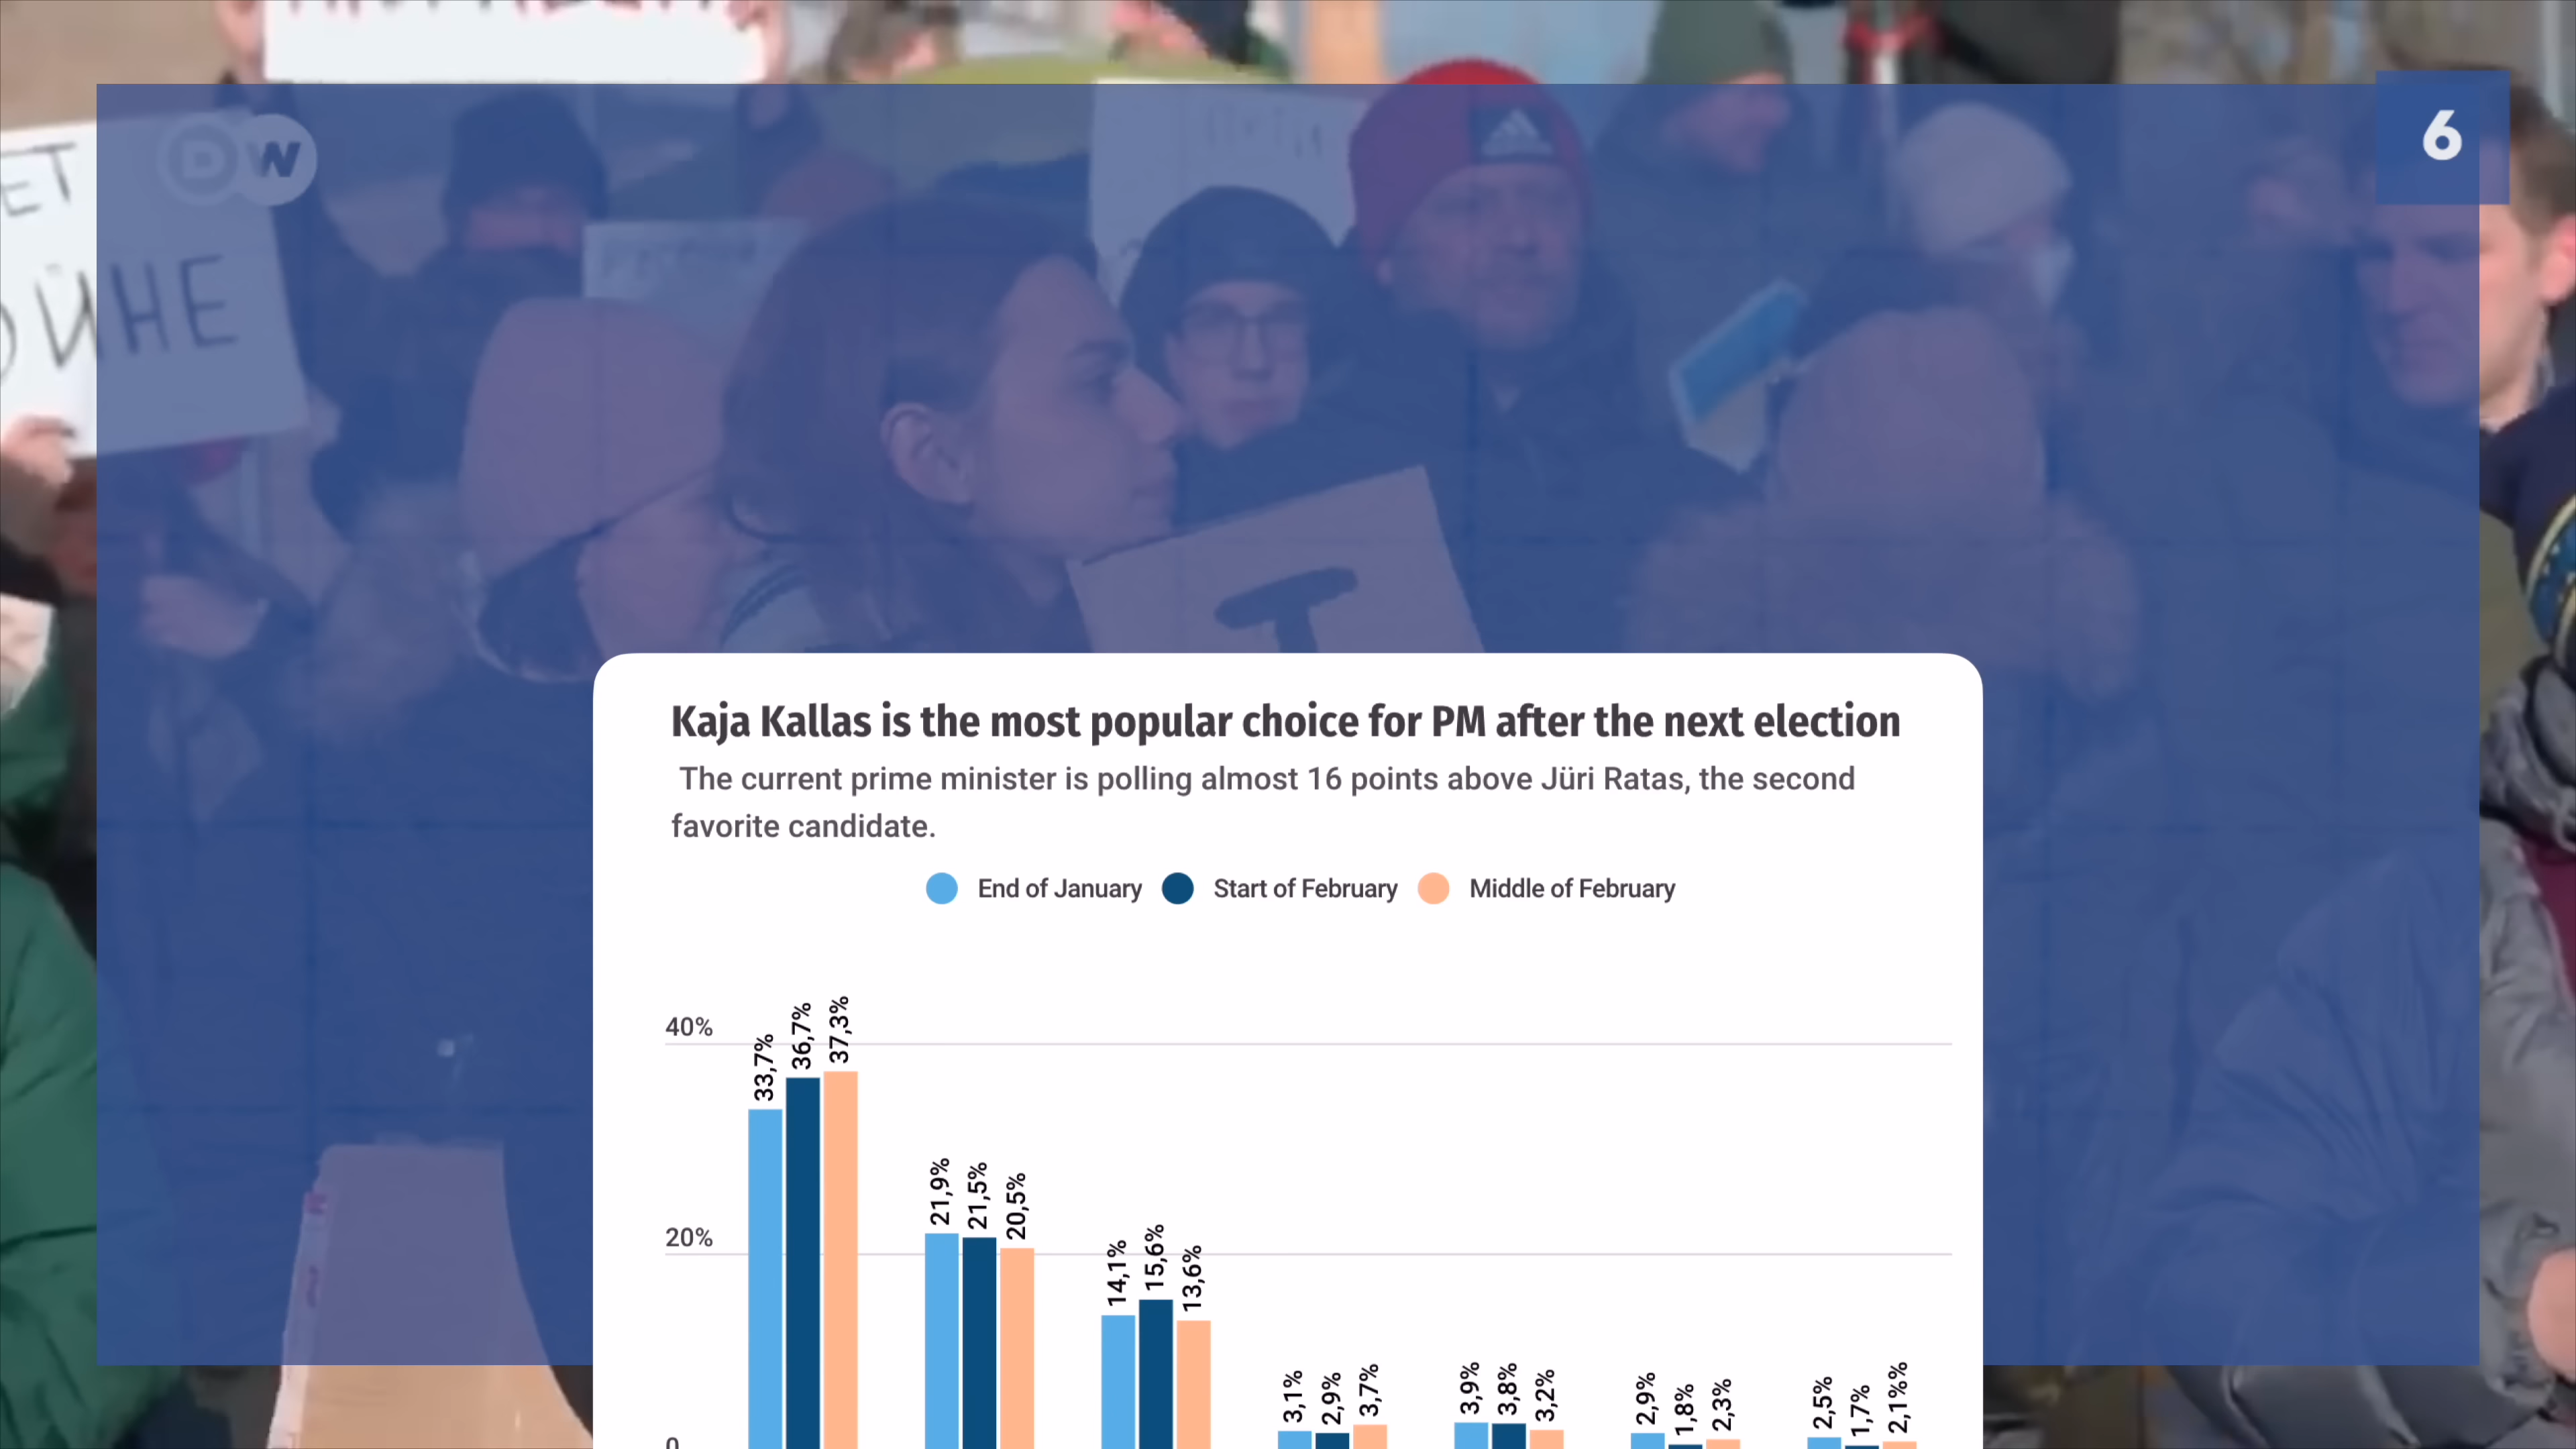 DW
6
ЕТ
ОЙНЕ
Т
Kaja Kallas is the most popular choice for PM after the next election
The current prime minister is polling almost 16 points above Jüri Ratas, the second
favorite candidate.
End of January
Start of February
Middle of February
40%
20%
0
33,7%
36,7%
37,3%
21,9%
21,5%
20,5%
14,1%
15,6%
13,6%
3,1%
2,9%
3,7%
3,9%
3,8%
3,2%
2,9%
1,8%
2,3%
2,5%
1,7%
2,1%%